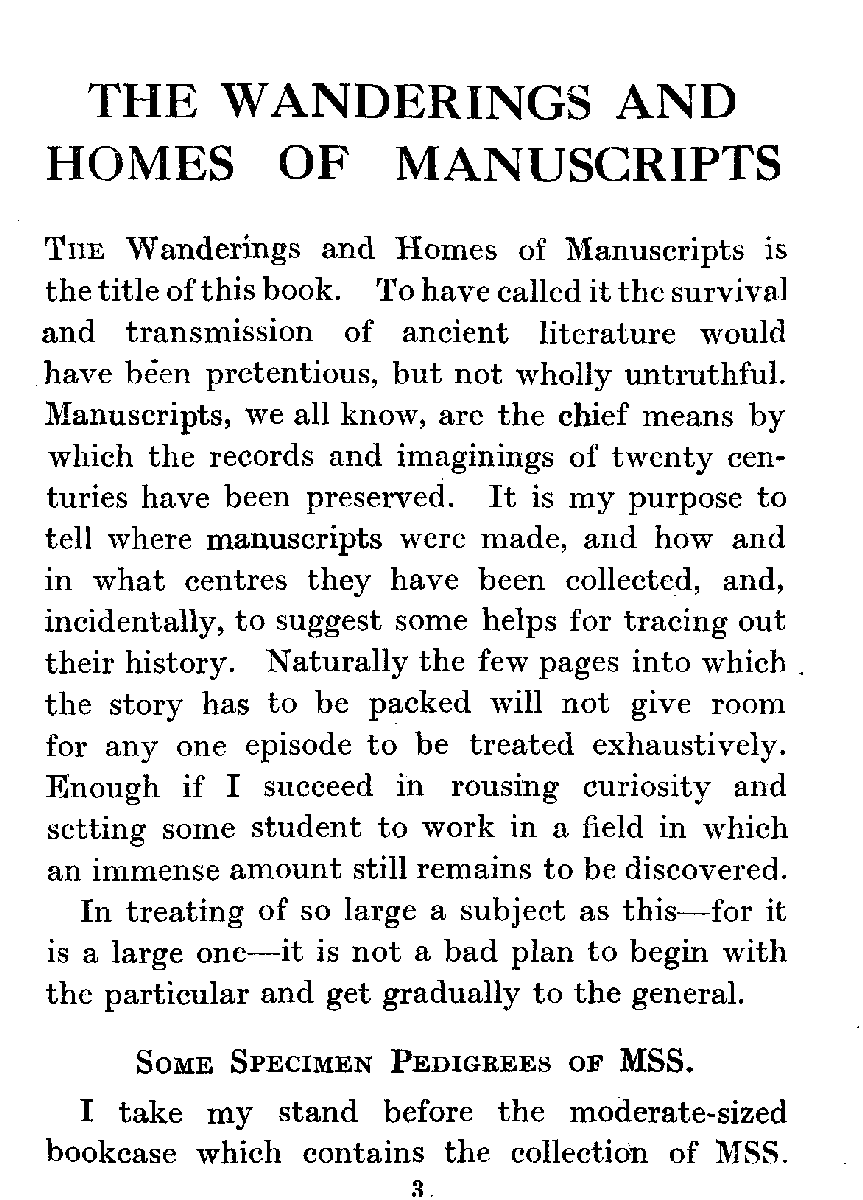 THE WANDERINGS AND
HOMES OF MANUSCRIPTS
THE Wanderings and Homes of Manuscripts is
the title of this book. To have called it the survival
and transmission of ancient literature would
have been pretentious, but not wholly untruthful.
Manuscripts, we all know, are the chief means by
which the records and imaginings of twenty cen-
turies have been preserved. It is my purpose to
tell where manuscripts were made, and how and
in what centres they have been collected, and,
incidentally, to suggest some helps for tracing out
their history. Naturally the few pages into which
the story has to be packed will not give room
for any one episode to be treated exhaustively.
Enough if I succeed in rousing curiosity and
setting some student to work in a field in which
an immense amount still remains to be discovered.
In treating of so large a subject as this—for it
is a large one—it is not a bad plan to begin with
the particular and get gradually to the general.
SOME SPECIMEN PEDIGREES OF MSS.
I take my stand before the moderate-sized
bookcase which contains the collection of MSS.
3